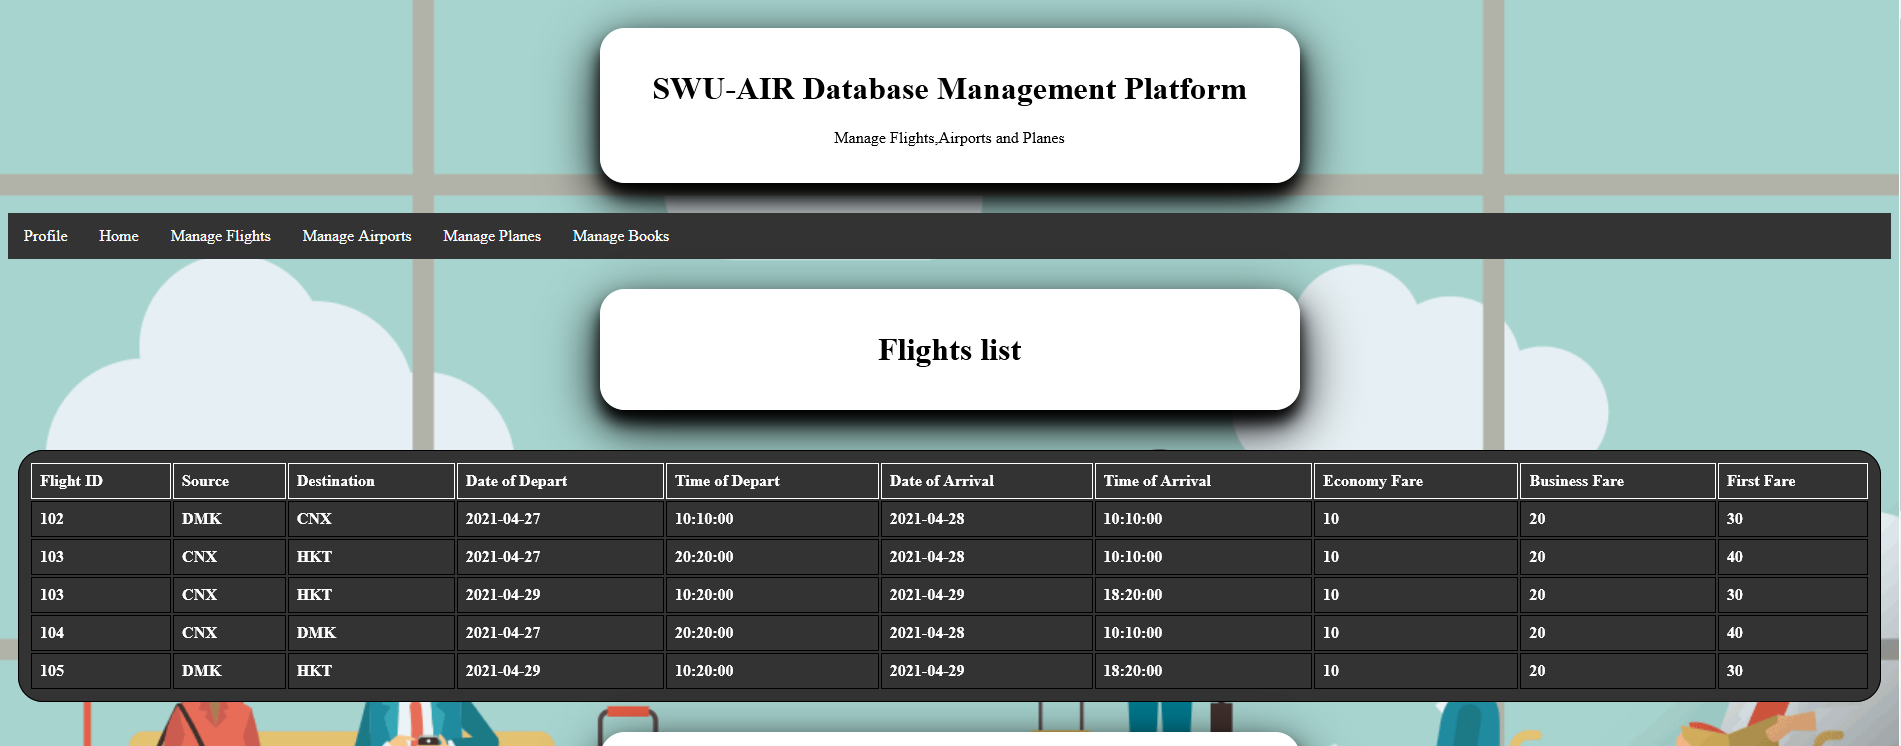 SWU-AIR Database Management Platform
Manage Flights,Airports and Planes
Profile Home Manage Flights Manage Airports Manage Planes Manage Books
Flights list
Flight ID Source Destination Date of Depart Time of Depart Date of Arrival Time of Arrival Economy Fare Business Fare First Fare
102 DMK CNX 2021-04-27 10:10:00 2021-04-28 10:10:00 10 20 30
103 CNX HKT 2021-04-27 20:20:00 2021-04-28 10:10:00 10 20 40
103 CNX HKT 2021-04-29 10:20:00 2021-04-29 18:20:00 10 20 30
104 CNX DMK 2021-04-27 20:20:00 2021-04-28 10:10:00 10 20 40
105 DMK HKT 2021-04-29 10:20:00 2021-04-29 18:20:00 10 20 30